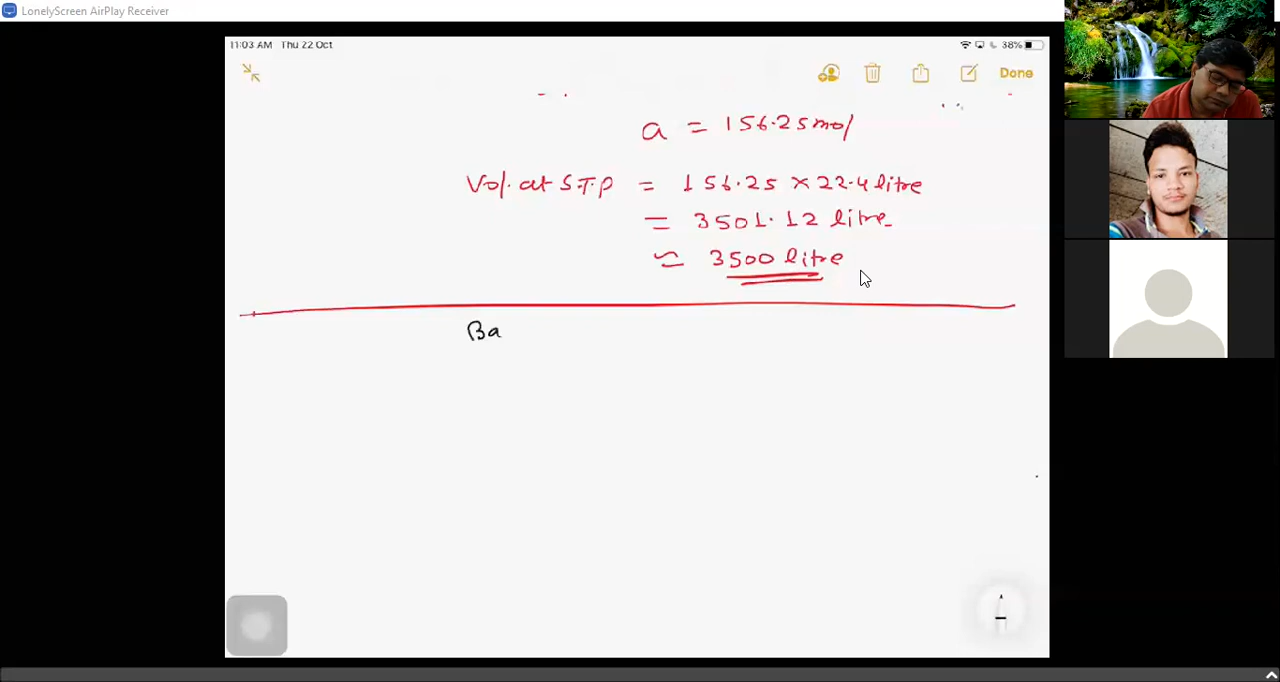 LonelyScreen AirPlay Receiver
11:03 AM Thu 22 Oct
38%
Done
a = 156.25 mol
Vol. at S.T.P = 156.25 × 22.4 litre
= 3501.12 litre
≃ 3500 litre
Ba